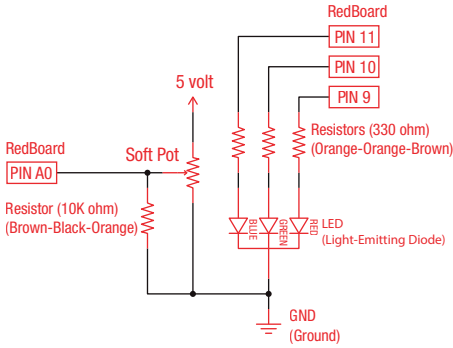 RedBoard
PIN 11
PIN 10
PIN 9
5 volt
Resistors (330 ohm)
(Orange-Orange-Brown)
RedBoard
PIN A0
Soft Pot
Resistor (10K ohm)
(Brown-Black-Orange)
BLUE
GREEN
RED
LED
(Light-Emitting Diode)
GND
(Ground)